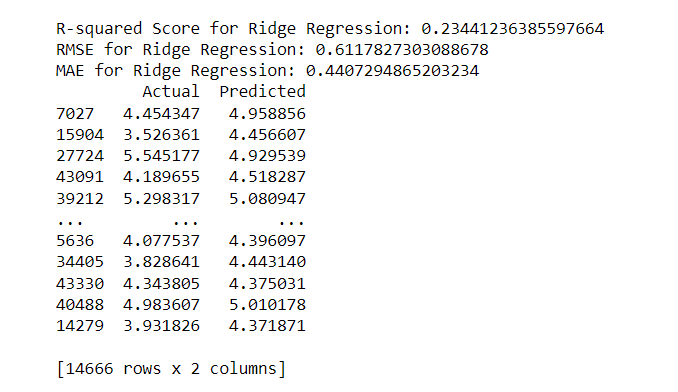 R-squared Score for Ridge Regression: 0.23441236385597664
RMSE for Ridge Regression: 0.6117827303088678
MAE for Ridge Regression: 0.4407294865203234
Actual Predicted
7027 4.454347 4.958856
15904 3.526361 4.456607
27724 5.545177 4.929539
43091 4.189655 4.518287
39212 5.298317 5.080947
... ... ...
5636 4.077537 4.396097
34405 3.828641 4.443140
43330 4.343805 4.375031
40488 4.983607 5.010178
14279 3.931826 4.371871
[14666 rows x 2 columns]